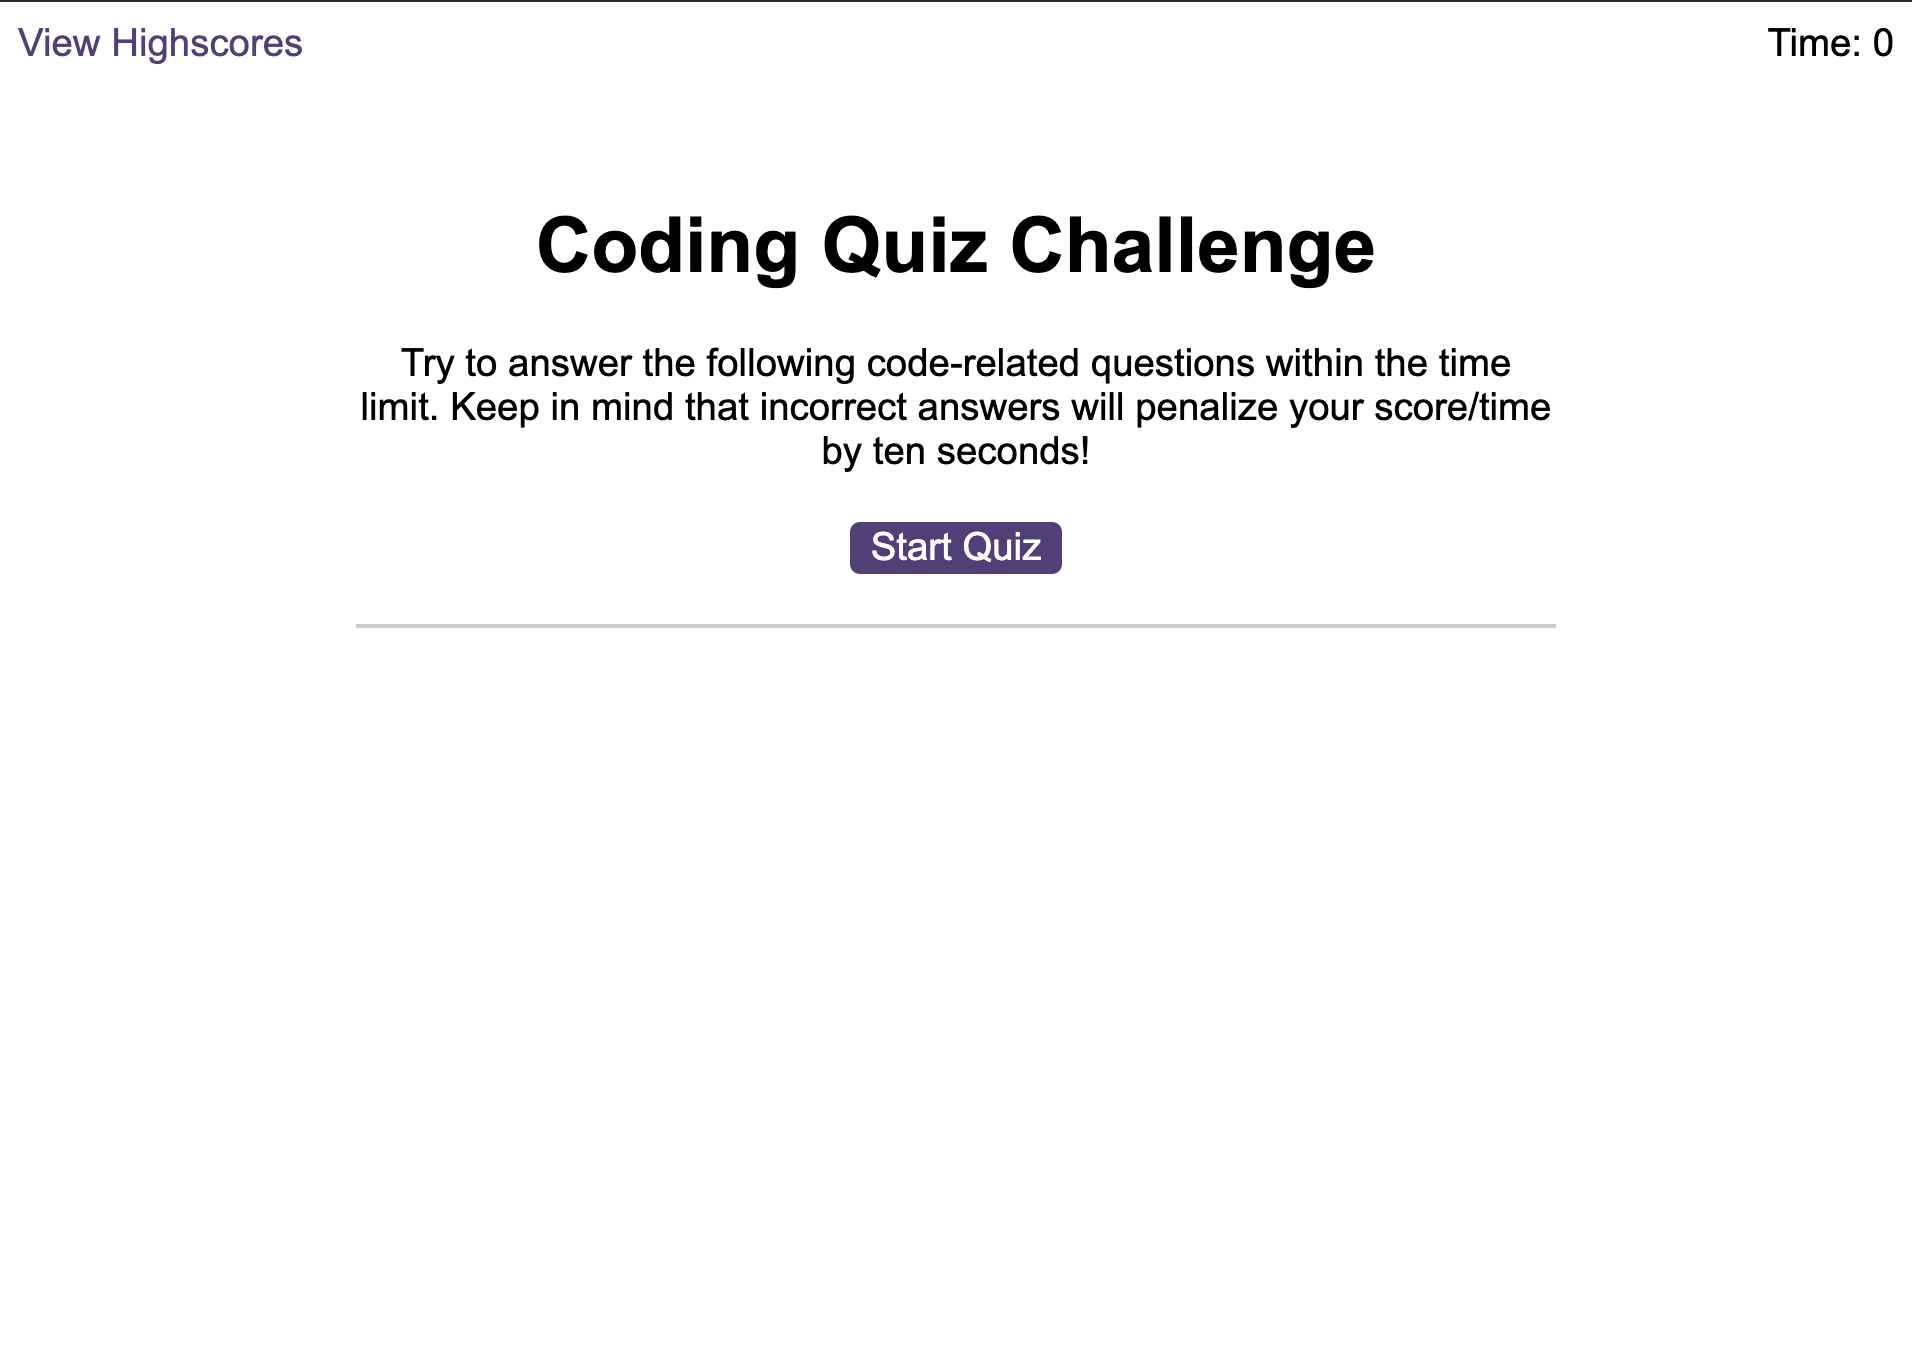 View Highscores
Time: 0
Coding Quiz Challenge
Try to answer the following code-related questions within the time
limit. Keep in mind that incorrect answers will penalize your score/time
by ten seconds!
Start Quiz